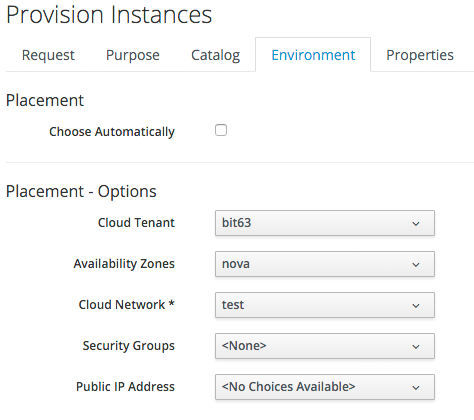 Provision Instances
Request Purpose Catalog Environment Properties
Placement
Choose Automatically
Placement - Options
Cloud Tenant bit63
Availability Zones nova
Cloud Network * test
Security Groups <None>
Public IP Address <No Choices Available>